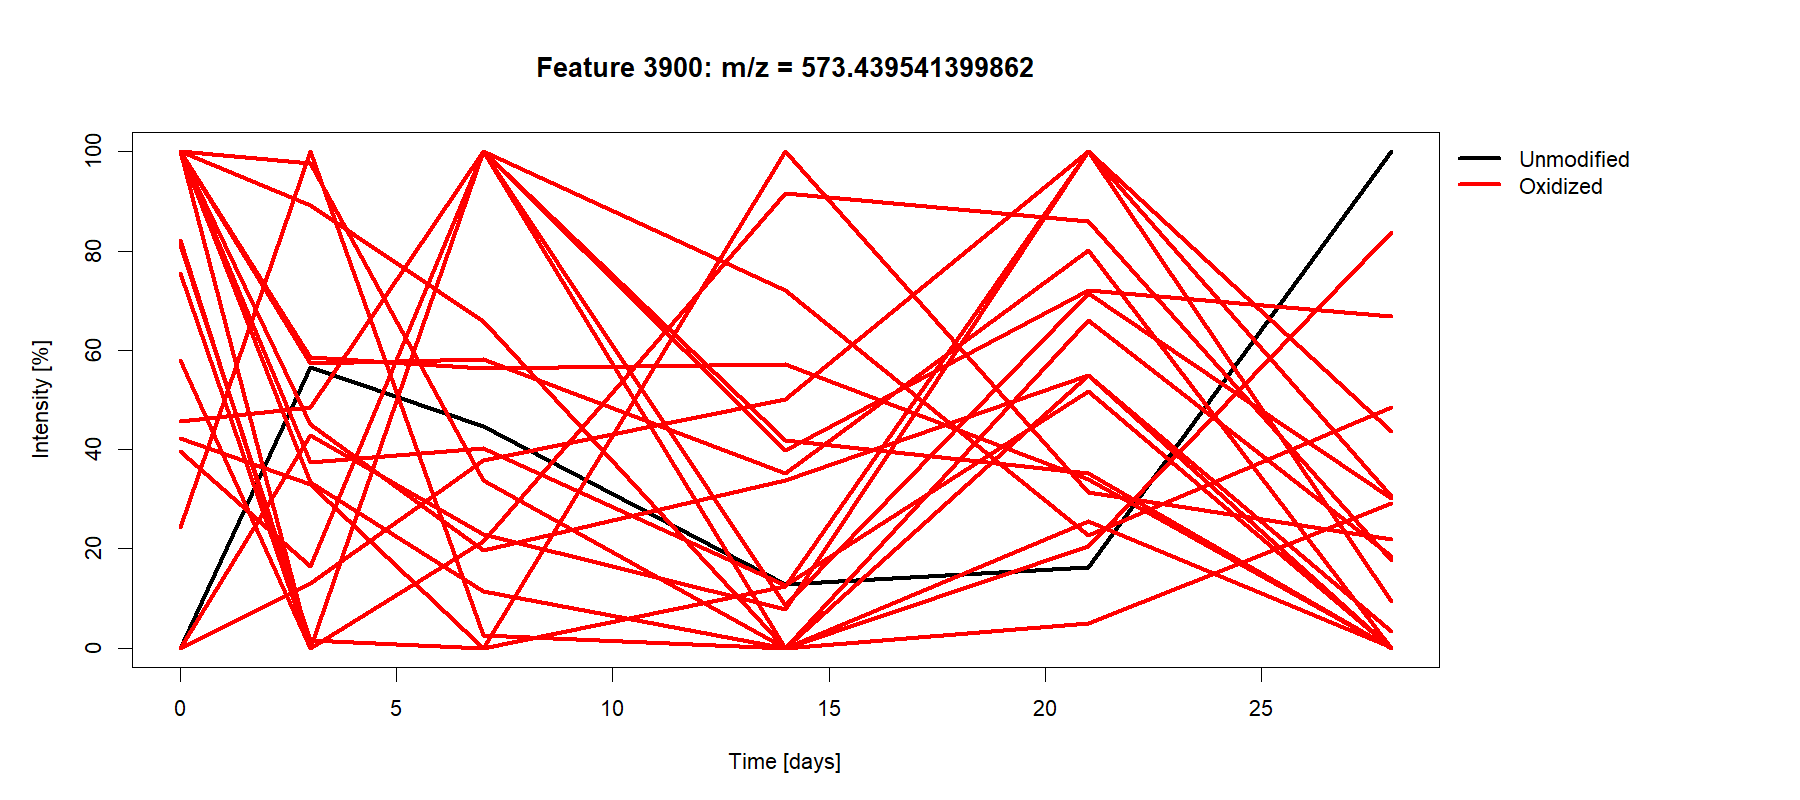 Feature 3900: m/z = 573.439541399862
Unmodified
Oxidized
100
80
60
40
20
0
Intensity [%]
0 5 10 15 20 25
Time [days]